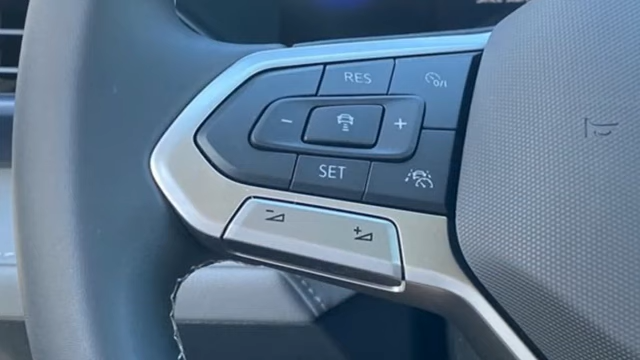 RES
- +
SET
- +